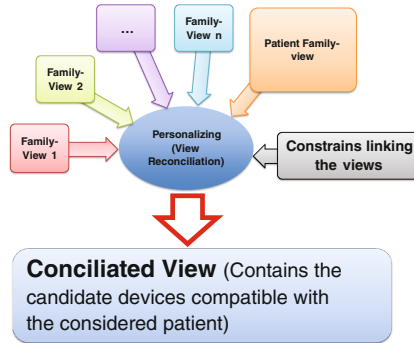 ...
Family-
View n
Patient Family-
view
Family-
View 2
Personalizing
(View
Reconciliation)
Family-
View 1
Constrains linking
the views
Conciliated View (Contains the
candidate devices compatible with
the considered patient)